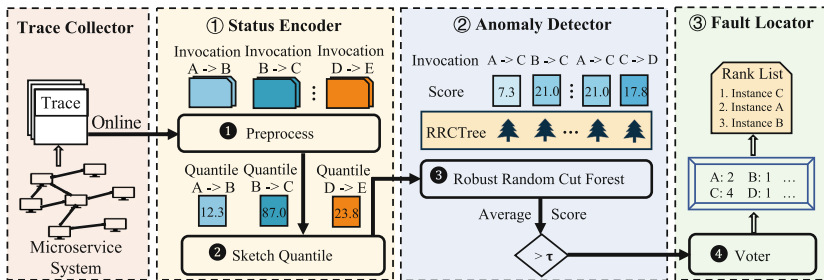 Trace Collector
Trace
Online
Microservice
System
① Status Encoder
Invocation Invocation Invocation
A -> B B -> C : D -> E
❶ Preprocess
Quantile Quantile Quantile
A -> B B -> C D -> E
12.3 87.0 : 23.8
❷ Sketch Quantile
② Anomaly Detector
Invocation A -> C B -> C A -> C C -> D
Score 7.3 21.0 : 21.0 17.8
RRCTree ...
❸ Robust Random Cut Forest
Average Score
> τ
③ Fault Locator
Rank List
1. Instance C
2. Instance A
3. Instance B
A: 2 B: 1 ...
C: 4 D: 1 ...
❹ Voter